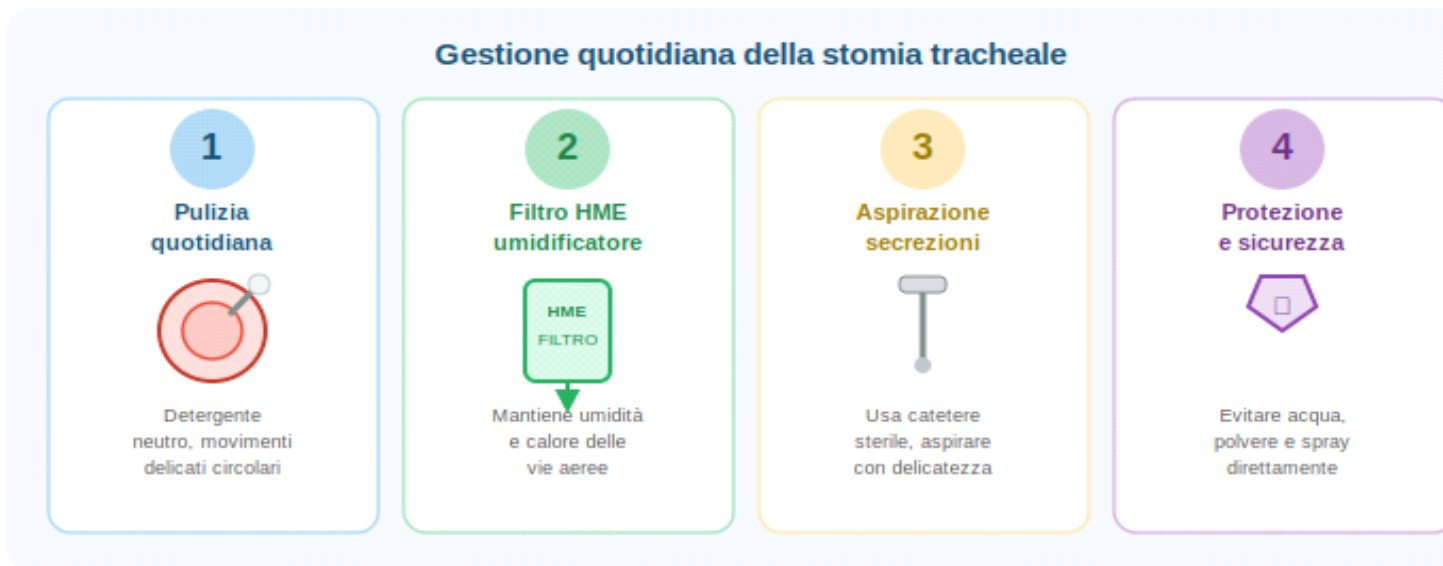 Gestione quotidiana della stomia tracheale
1
Pulizia
quotidiana
Detergente
neutro, movimenti
delicati circolari
2
Filtro HME
umidificatore
HME
FILTRO
Mantiene umidità
e calore delle
vie aeree
3
Aspirazione
secrezioni
Usa catetere
sterile, aspirare
con delicatezza
4
Protezione
e sicurezza
Evitare acqua,
polvere e spray
direttamente